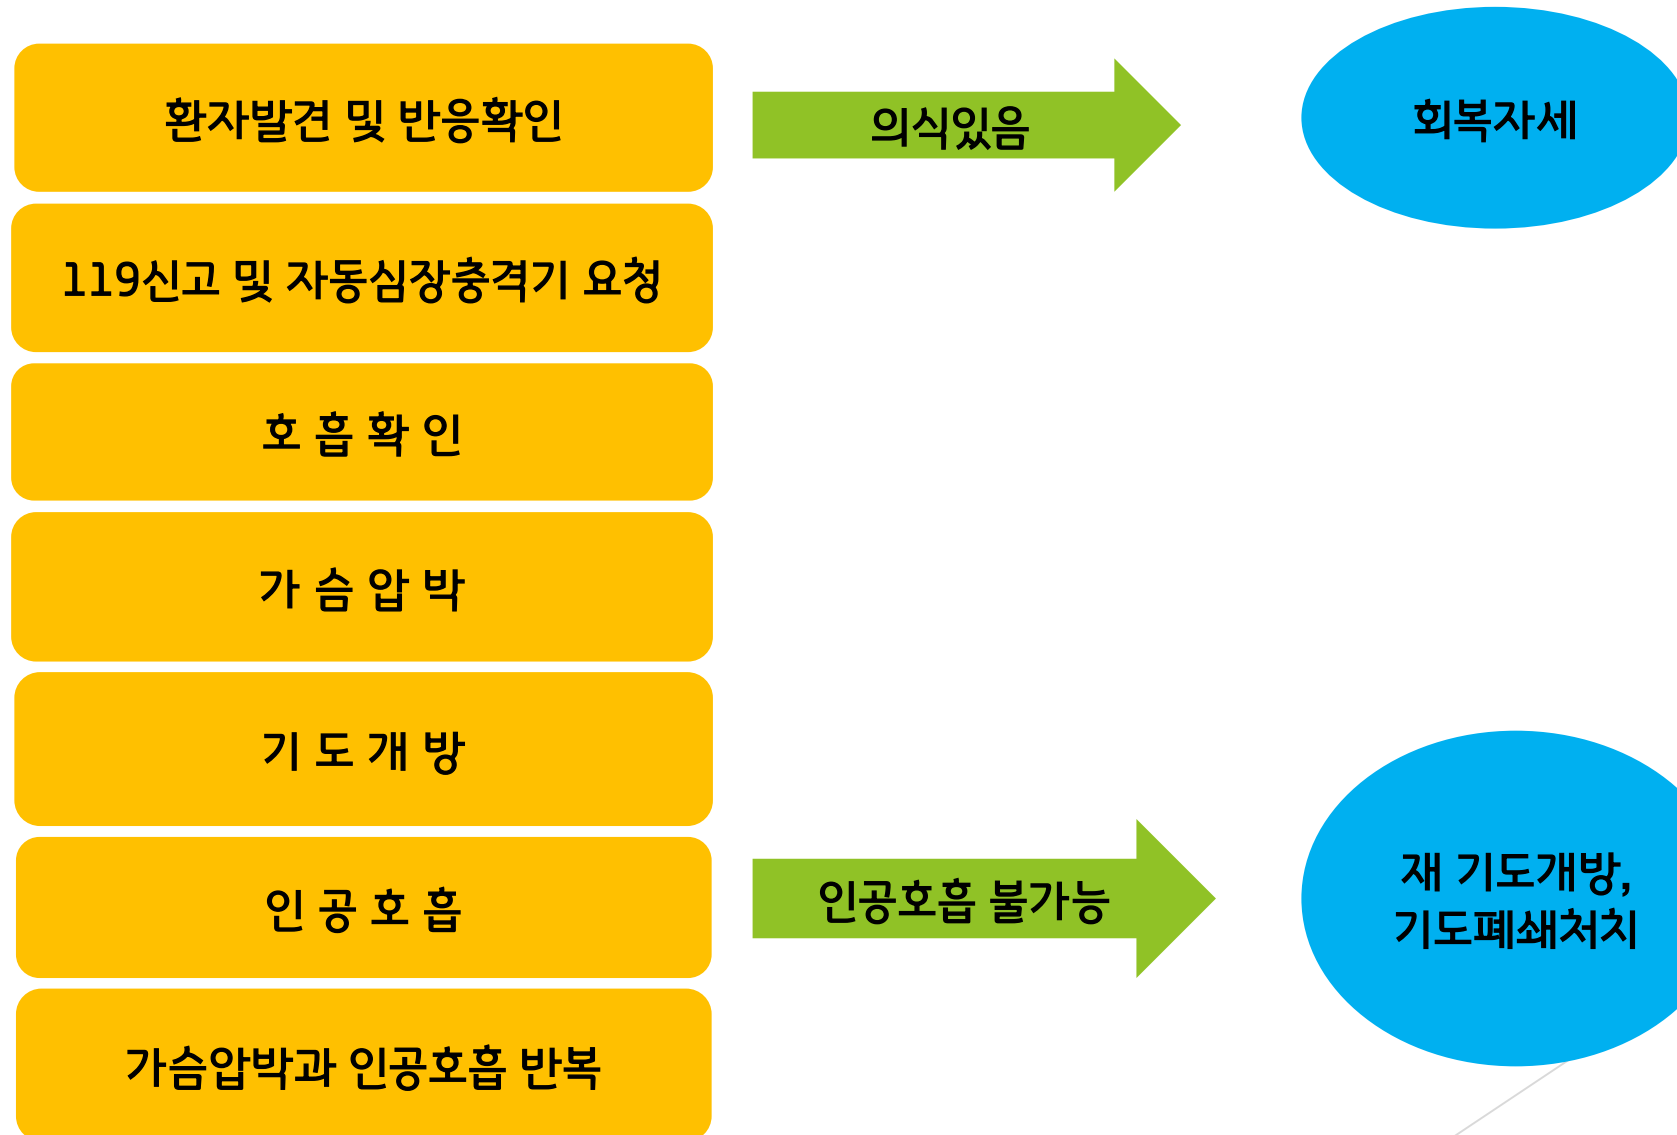 환자발견 및 반응확인
의식있음
회복자세
119신고 및 자동심장충격기 요청
호 흡 확 인
가 슴 압 박
기 도 개 방
인 공 호 흡
인공호흡 불가능
재 기도개방,
기도폐쇄처치
가슴압박과 인공호흡 반복